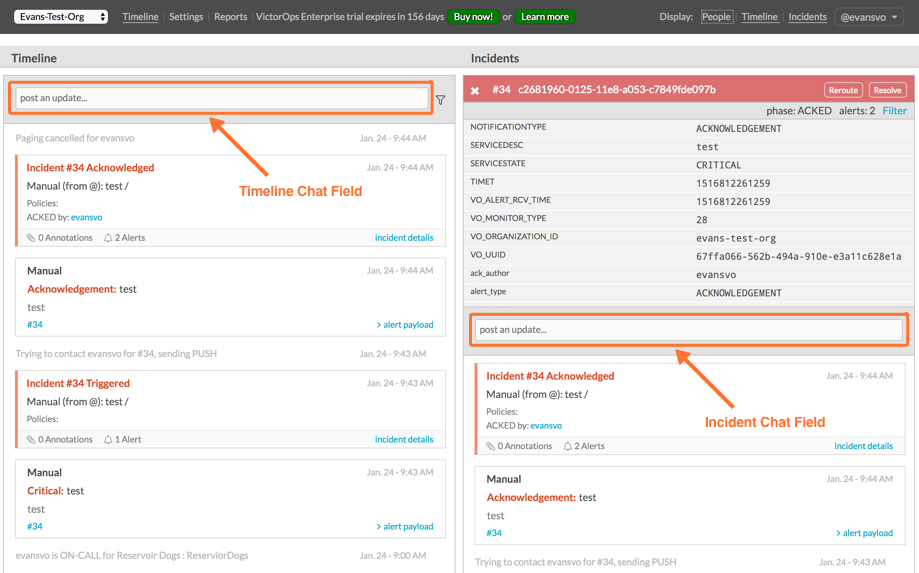 Evans-Test-Org Timeline Settings Reports VictorOps Enterprise trial expires in 156 days Buy now! or Learn more Display: People Timeline Incidents @evansvo
Timeline
post an update...
Timeline Chat Field
Paging cancelled for evansvo Jan. 24 - 9:44 AM
Incident #34 Acknowledged Jan. 24 - 9:44 AM
Manual (from @): test /
Policies:
ACKED by: evansvo
0 Annotations 2 Alerts incident details
Manual Jan. 24 - 9:44 AM
Acknowledgement: test
test
#34 > alert payload
Trying to contact evansvo for #34, sending PUSH Jan. 24 - 9:43 AM
Incident #34 Triggered Jan. 24 - 9:43 AM
Manual (from @): test /
Policies:
0 Annotations 1 Alert incident details
Manual Jan. 24 - 9:43 AM
Critical: test
test
#34 > alert payload
evansvo is ON-CALL for Reservoir Dogs : ReserviorDogs Jan. 24 - 9:00 AM
Incidents
#34 c2681960-0125-11e8-a053-c7849fde097b Reroute Resolve
phase: ACKED alerts: 2 Filter
NOTIFICATIONTYPE ACKNOWLEDGEMENT
SERVICEDESC test
SERVICESTATE CRITICAL
TIMET 1516812261259
VO_ALERT_RCV_TIME 1516812261259
VO_MONITOR_TYPE 28
VO_ORGANIZATION_ID evans-test-org
VO_UUID 67ffa066-562b-494a-910e-e3a11c628e1a
ack_author evansvo
alert_type ACKNOWLEDGEMENT
post an update...
Incident Chat Field
Incident #34 Acknowledged Jan. 24 - 9:44 AM
Manual (from @): test /
Policies:
ACKED by: evansvo
0 Annotations 2 Alerts incident details
Manual Jan. 24 - 9:44 AM
Acknowledgement: test
test
#34 > alert payload
Trying to contact evansvo for #34, sending PUSH Jan. 24 - 9:43 AM